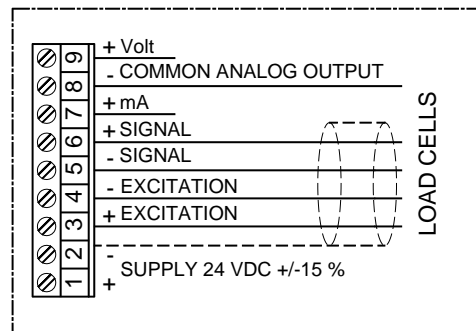 9 + Volt
8 - COMMON ANALOG OUTPUT
7 + mA
6 + SIGNAL
5 - SIGNAL
4 - EXCITATION
3 + EXCITATION
2 -
SUPPLY 24 VDC +/-15 %
1 +
LOAD CELLS